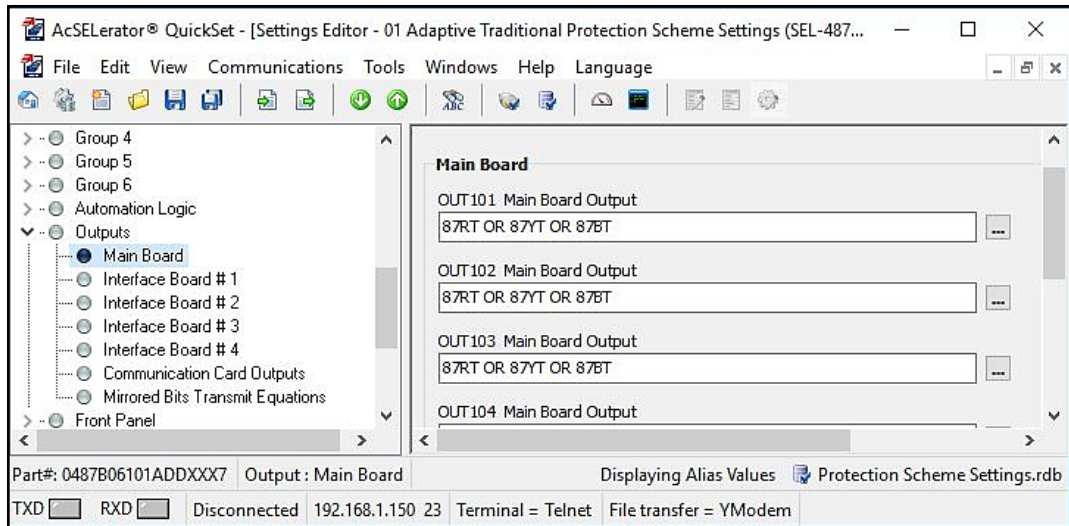 AcSELerator® QuickSet - [Settings Editor - 01 Adaptive Traditional Protection Scheme Settings (SEL-487...
File Edit View Communications Tools Windows Help Language
Group 4
Group 5
Group 6
Automation Logic
Outputs
Main Board
Interface Board # 1
Interface Board # 2
Interface Board # 3
Interface Board # 4
Communication Card Outputs
Mirrored Bits Transmit Equations
Front Panel
Main Board
OUT101 Main Board Output
87RT OR 87YT OR 87BT
...
OUT102 Main Board Output
87RT OR 87YT OR 87BT
...
OUT103 Main Board Output
87RT OR 87YT OR 87BT
...
OUT104 Main Board Output
Part#: 0487B06101ADDXXX7 Output : Main Board Displaying Alias Values Protection Scheme Settings.rdb
TXD RXD Disconnected 192.168.1.150 23 Terminal = Telnet File transfer = YModem